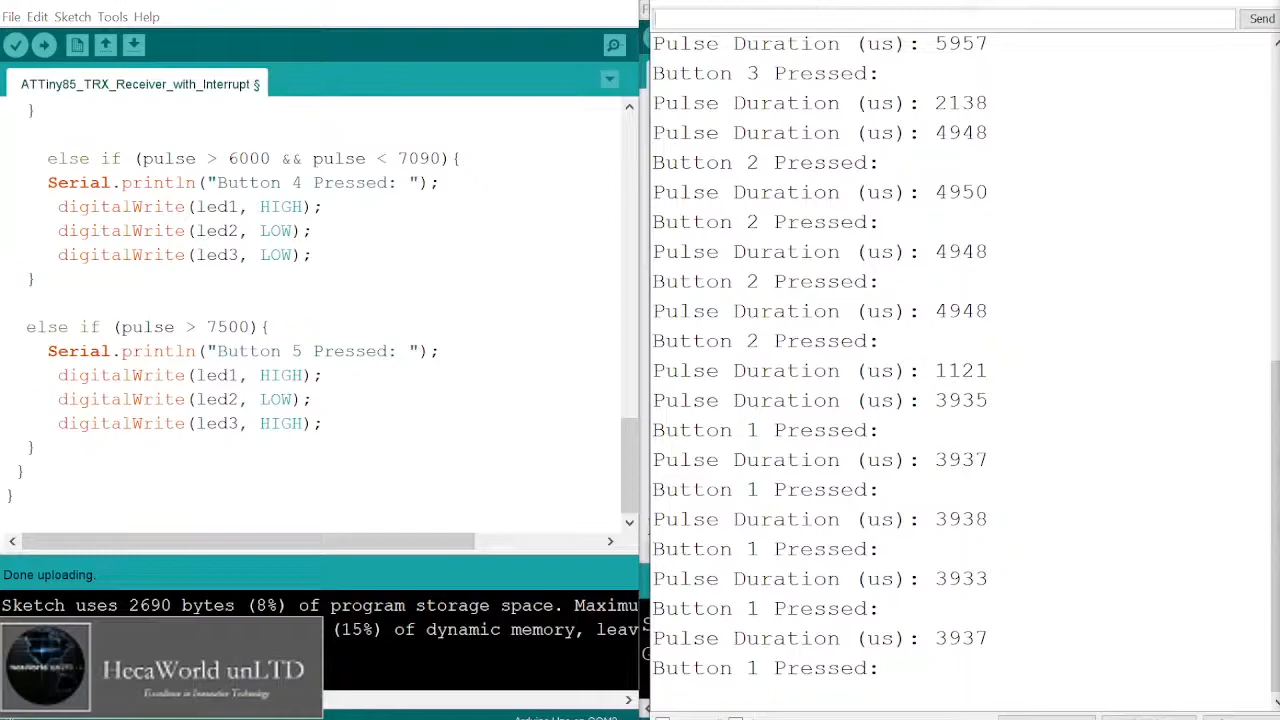 File Edit Sketch Tools Help
ATTiny85_TRX_Receiver_with_Interrupt §
}
else if (pulse > 6000 && pulse < 7090){
Serial.println("Button 4 Pressed: ");
digitalWrite(led1, HIGH);
digitalWrite(led2, LOW);
digitalWrite(led3, LOW);
}
else if (pulse > 7500){
Serial.println("Button 5 Pressed: ");
digitalWrite(led1, HIGH);
digitalWrite(led2, LOW);
digitalWrite(led3, HIGH);
}
}
}
Done uploading.
Sketch uses 2690 bytes (8%) of program storage space. Maximu
(15%) of dynamic memory, leav
HecaWorld unLTD
Excellence in Innovative Technology
Send
Pulse Duration (us): 5957
Button 3 Pressed:
Pulse Duration (us): 2138
Pulse Duration (us): 4948
Button 2 Pressed:
Pulse Duration (us): 4950
Button 2 Pressed:
Pulse Duration (us): 4948
Button 2 Pressed:
Pulse Duration (us): 4948
Button 2 Pressed:
Pulse Duration (us): 1121
Pulse Duration (us): 3935
Button 1 Pressed:
Pulse Duration (us): 3937
Button 1 Pressed:
Pulse Duration (us): 3938
Button 1 Pressed:
Pulse Duration (us): 3933
Button 1 Pressed:
Pulse Duration (us): 3937
Button 1 Pressed: